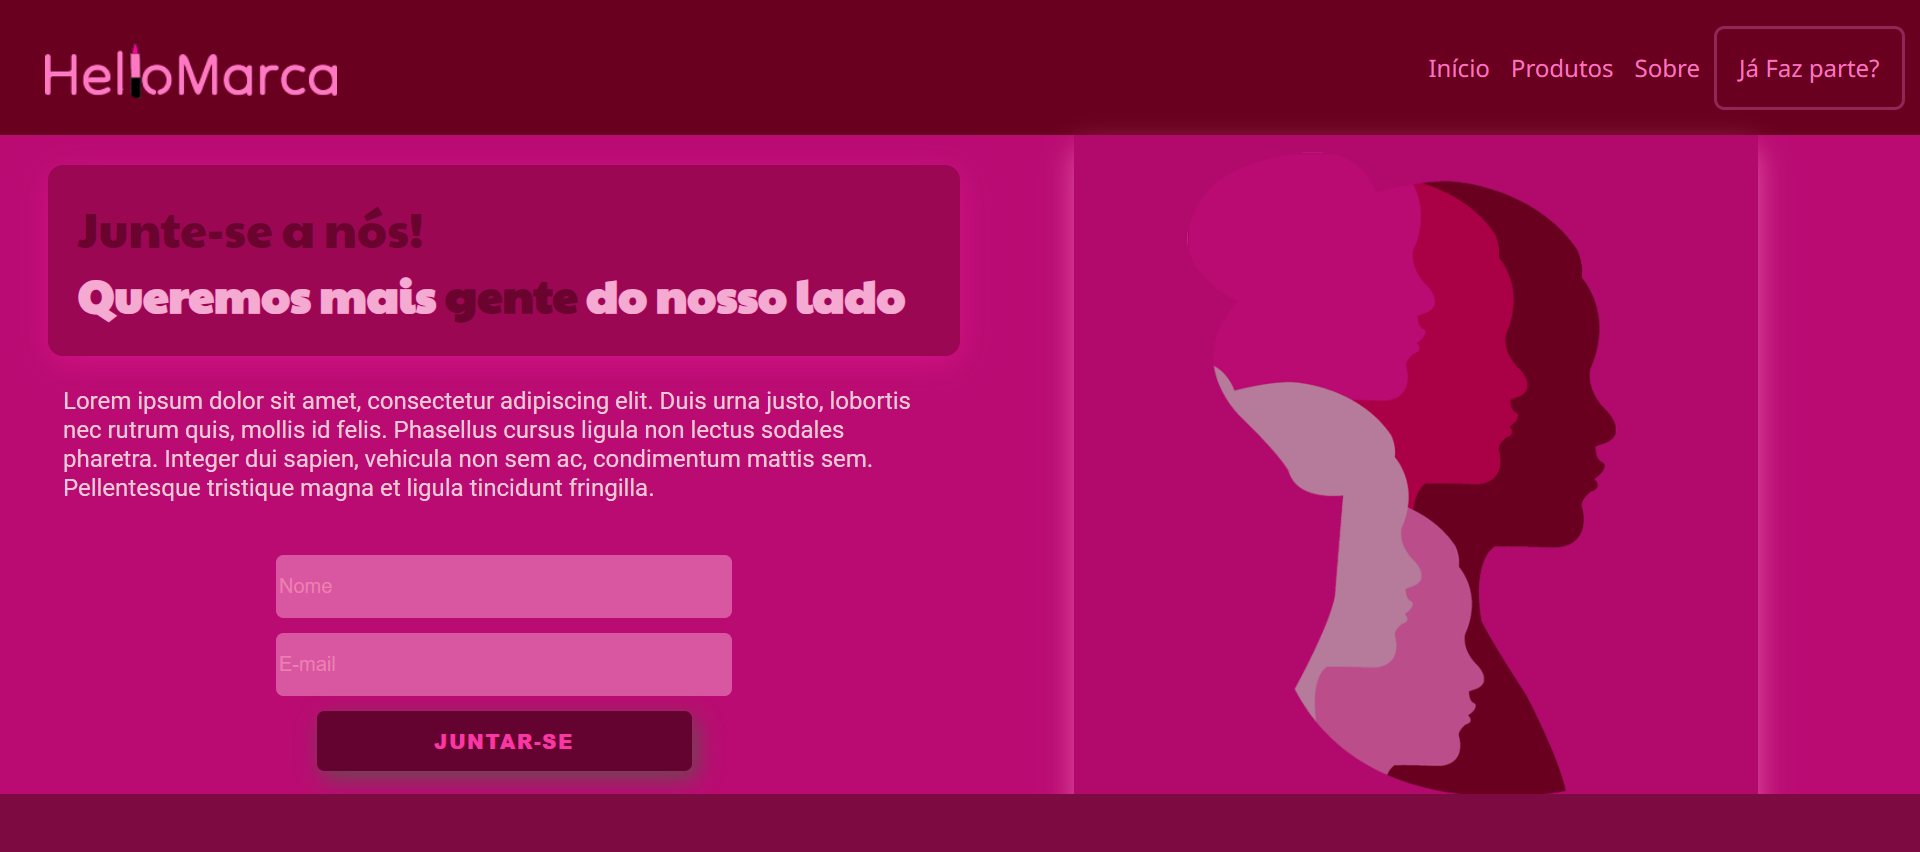 HelloMarca
Início Produtos Sobre Já Faz parte?
Junte-se a nós!
Queremos mais gente do nosso lado
Lorem ipsum dolor sit amet, consectetur adipiscing elit. Duis urna justo, lobortis
nec rutrum quis, mollis id felis. Phasellus cursus ligula non lectus sodales
pharetra. Integer dui sapien, vehicula non sem ac, condimentum mattis sem.
Pellentesque tristique magna et ligula tincidunt fringilla.
Nome
E-mail
JUNTAR-SE